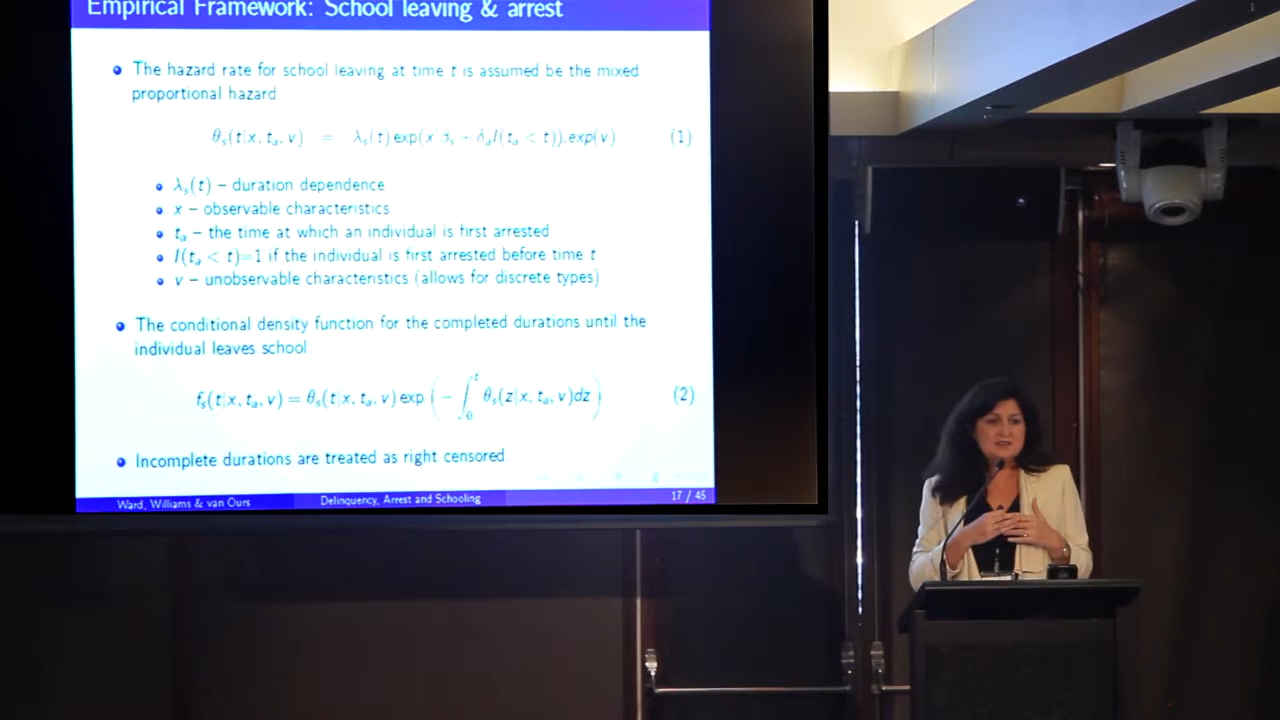 Empirical Framework: School leaving & arrest
The hazard rate for school leaving at time t is assumed be the mixed
proportional hazard
θs(t|x, ta, v) = λs(t) exp(x′βs − δaI(ta < t)).exp(v) (1)
λs(t) – duration dependence
x – observable characteristics
ta – the time at which an individual is first arrested
I(ta < t)=1 if the individual is first arrested before time t
v – unobservable characteristics (allows for discrete types)
The conditional density function for the completed durations until the
individual leaves school
fs(t|x, ta, v) = θs(t|x, ta, v) exp (− ∫0t θs(z|x, ta, v)dz) (2)
Incomplete durations are treated as right censored
Ward, Williams & van Ours Delinquency, Arrest and Schooling 17 / 45